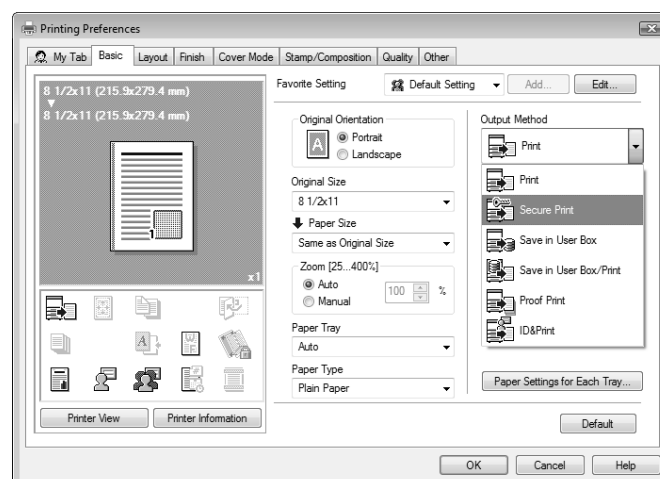 Printing Preferences
My Tab Basic Layout Finish Cover Mode Stamp/Composition Quality Other
8 1/2x11 (215.9x279.4 mm)
8 1/2x11 (215.9x279.4 mm)
1
x1
Printer View Printer Information
Favorite Setting Default Setting Add... Edit...
Original Orientation
A Portrait
Landscape
Original Size
8 1/2x11
Paper Size
Same as Original Size
Zoom [25...400%]
Auto
Manual
100 %
Paper Tray
Auto
Paper Type
Plain Paper
Output Method
Print
Print
Secure Print
Save in User Box
Save in User Box/Print
Proof Print
ID&Print
Paper Settings for Each Tray...
Default
OK Cancel Help